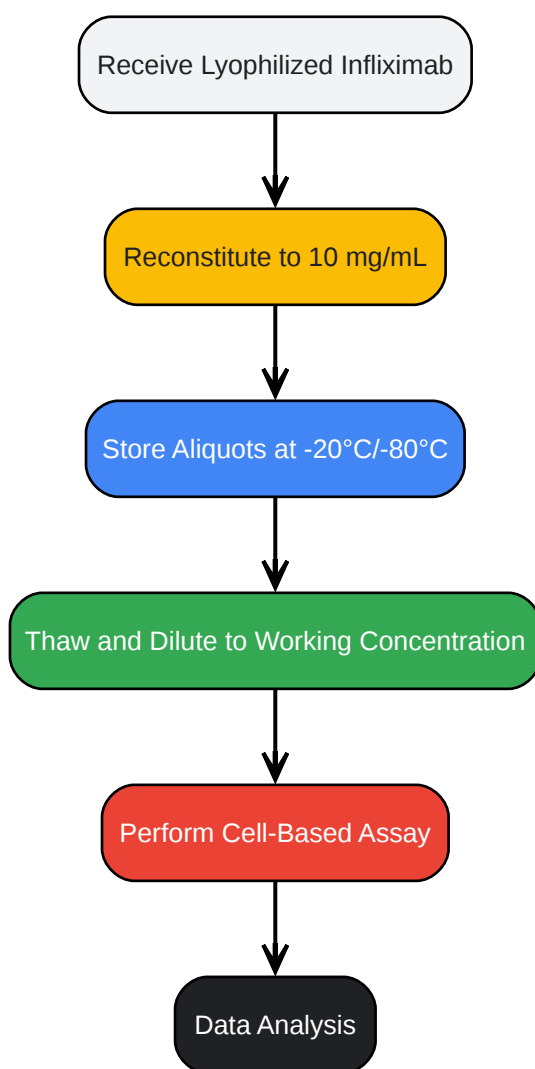 Receive Lyophilized Infliximab
Reconstitute to 10 mg/mL
Store Aliquots at -20°C/-80°C
Thaw and Dilute to Working Concentration
Perform Cell-Based Assay
Data Analysis